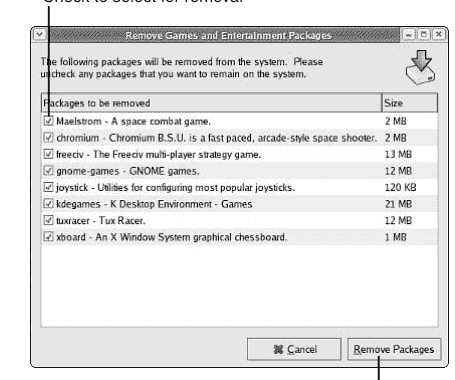 Check to select for removal
Remove Games and Entertainment Packages
The following packages will be removed from the system. Please
uncheck any packages that you want to remain on the system.
Packages to be removed Size
Maelstrom - A space combat game. 2 MB
chromium - Chromium B.S.U. is a fast paced, arcade-style space shooter. 2 MB
freeciv - The Freeciv multi-player strategy game. 13 MB
gnome-games - GNOME games. 12 MB
joystick - Utilities for configuring most popular joysticks. 120 KB
kdegames - K Desktop Environment - Games 21 MB
tuxracer - Tux Racer. 12 MB
xboard - An X Window System graphical chessboard. 1 MB
Cancel Remove Packages